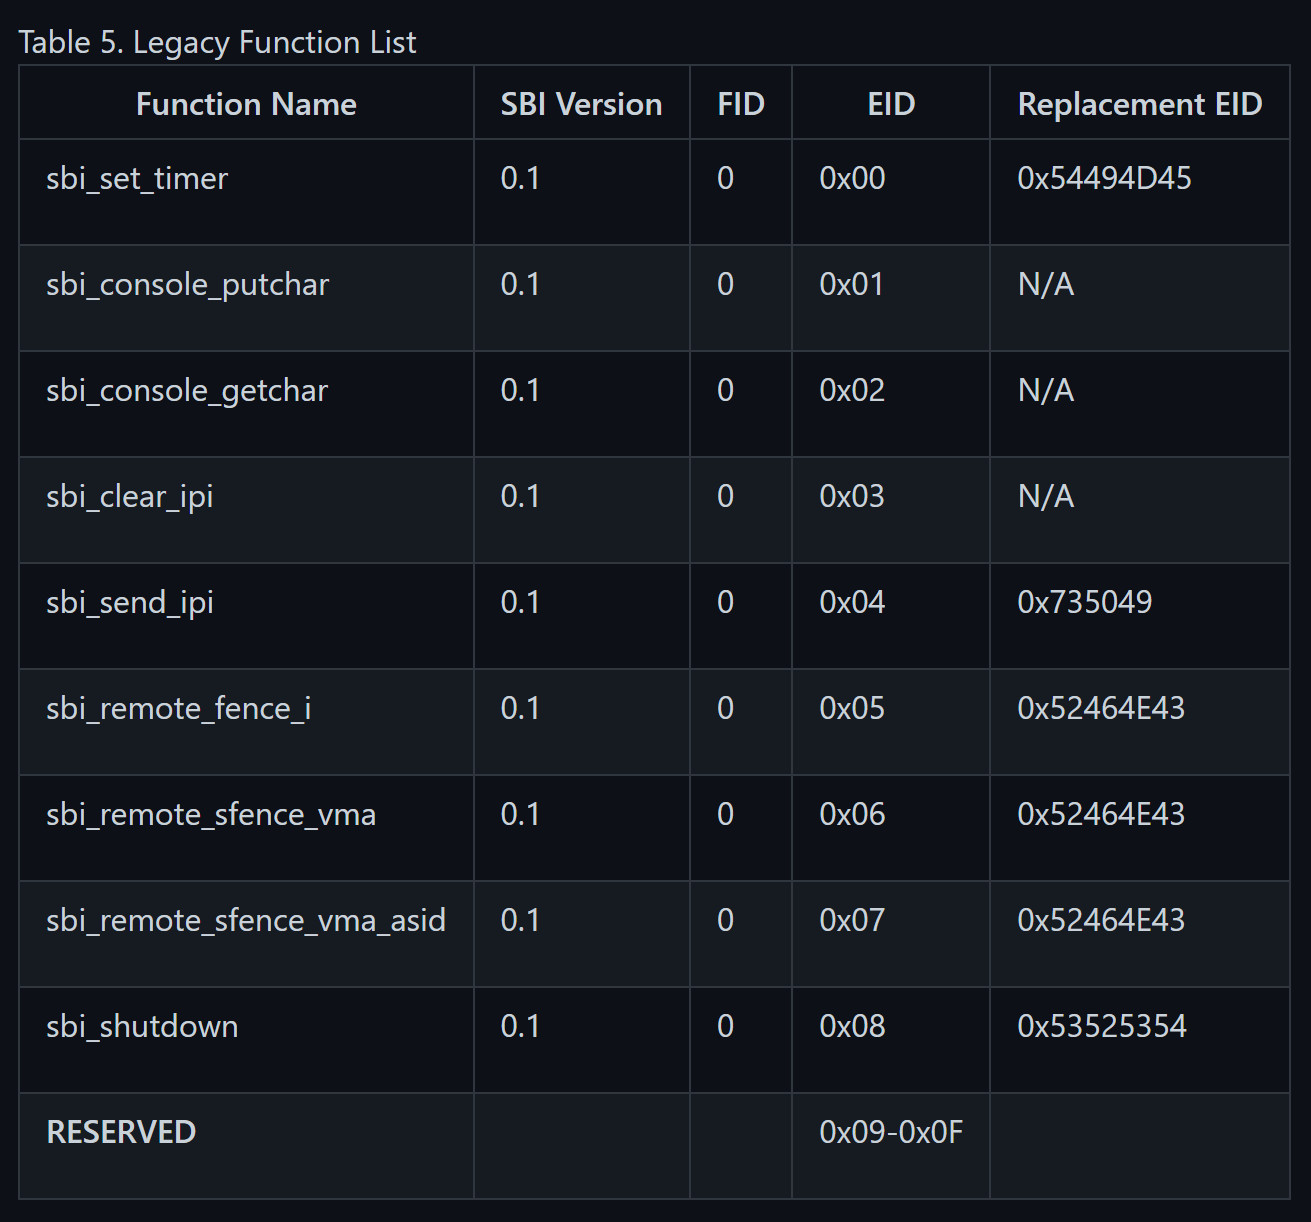 Table 5. Legacy Function List
Function Name SBI Version FID EID Replacement EID
sbi_set_timer 0.1 0 0x00 0x54494D45
sbi_console_putchar 0.1 0 0x01 N/A
sbi_console_getchar 0.1 0 0x02 N/A
sbi_clear_ipi 0.1 0 0x03 N/A
sbi_send_ipi 0.1 0 0x04 0x735049
sbi_remote_fence_i 0.1 0 0x05 0x52464E43
sbi_remote_sfence_vma 0.1 0 0x06 0x52464E43
sbi_remote_sfence_vma_asid 0.1 0 0x07 0x52464E43
sbi_shutdown 0.1 0 0x08 0x53525354
RESERVED 0x09-0x0F